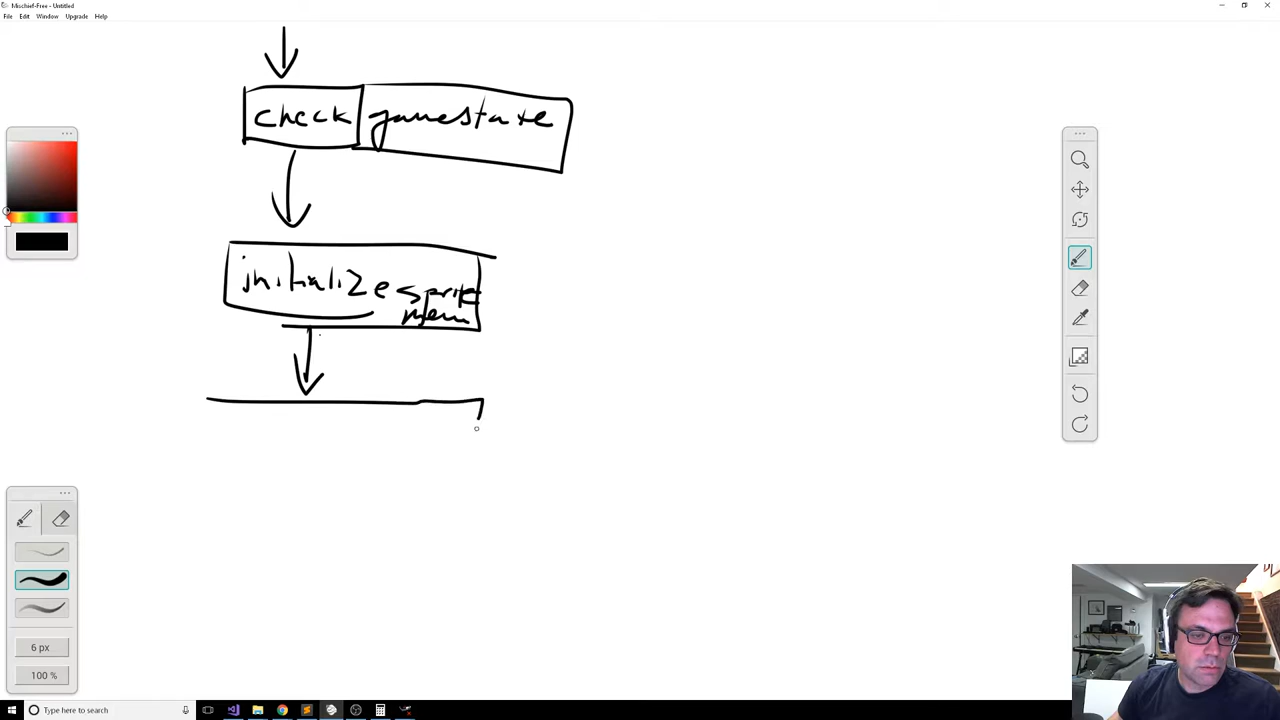 Mischief-Free - Untitled
File Edit Window Upgrade Help
check gamestate
initialize sprite
mem
6 px
100 %
Type here to search